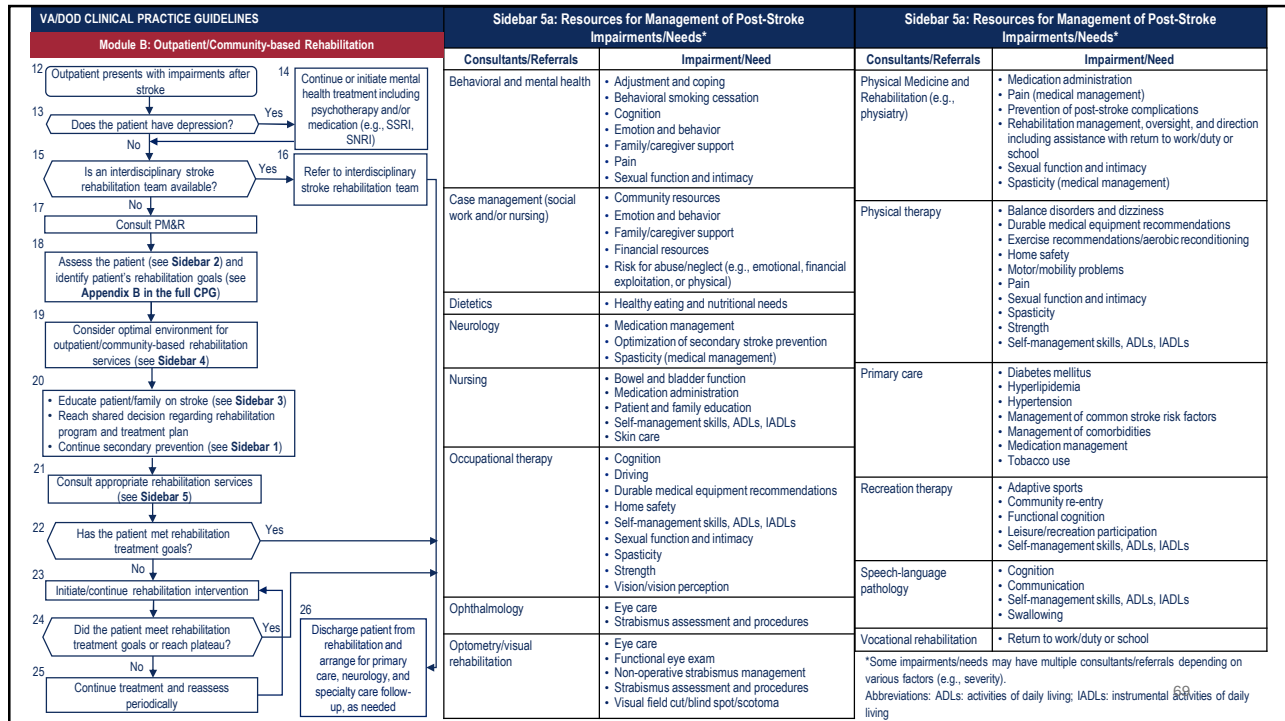 VA/DOD CLINICAL PRACTICE GUIDELINES
Module B: Outpatient/Community-based Rehabilitation
12
Outpatient presents with impairments after
stroke
13
Does the patient have depression?
Yes
No
14
Continue or initiate mental
health treatment including
psychotherapy and/or
medication (e.g., SSRI,
SNRI)
15
Is an interdisciplinary stroke
rehabilitation team available?
Yes
No
16
Refer to interdisciplinary
stroke rehabilitation team
17
Consult PM&R
18
Assess the patient (see Sidebar 2) and
identify patient's rehabilitation goals (see
Appendix B in the full CPG)
19
Consider optimal environment for
outpatient/community-based rehabilitation
services (see Sidebar 4)
20
• Educate patient/family on stroke (see Sidebar 3)
• Reach shared decision regarding rehabilitation
program and treatment plan
• Continue secondary prevention (see Sidebar 1)
21
Consult appropriate rehabilitation services
(see Sidebar 5)
22
Has the patient met rehabilitation
treatment goals?
Yes
No
23
Initiate/continue rehabilitation intervention
24
Did the patient meet rehabilitation
treatment goals or reach plateau?
Yes
No
25
Continue treatment and reassess
periodically
26
Discharge patient from
rehabilitation and
arrange for primary
care, neurology, and
specialty care follow-
up, as needed
Sidebar 5a: Resources for Management of Post-Stroke
Impairments/Needs*
Consultants/Referrals
Impairment/Need
Behavioral and mental health
• Adjustment and coping
• Behavioral smoking cessation
• Cognition
• Emotion and behavior
• Family/caregiver support
• Pain
• Sexual function and intimacy
Case management (social
work and/or nursing)
• Community resources
• Emotion and behavior
• Family/caregiver support
• Financial resources
• Risk for abuse/neglect (e.g., emotional, financial
exploitation, or physical)
Dietetics
• Healthy eating and nutritional needs
Neurology
• Medication management
• Optimization of secondary stroke prevention
• Spasticity (medical management)
Nursing
• Bowel and bladder function
• Medication administration
• Patient and family education
• Self-management skills, ADLs, IADLs
• Skin care
Occupational therapy
• Cognition
• Driving
• Durable medical equipment recommendations
• Home safety
• Self-management skills, ADLs, IADLs
• Sexual function and intimacy
• Spasticity
• Strength
• Vision/vision perception
Ophthalmology
• Eye care
• Strabismus assessment and procedures
Optometry/visual
rehabilitation
• Eye care
• Functional eye exam
• Non-operative strabismus management
• Strabismus assessment and procedures
• Visual field cut/blind spot/scotoma
Sidebar 5a: Resources for Management of Post-Stroke
Impairments/Needs*
Consultants/Referrals
Impairment/Need
Physical Medicine and
Rehabilitation (e.g.,
physiatry)
• Medication administration
• Pain (medical management)
• Prevention of post-stroke complications
• Rehabilitation management, oversight, and direction
including assistance with return to work/duty or
school
• Sexual function and intimacy
• Spasticity (medical management)
Physical therapy
• Balance disorders and dizziness
• Durable medical equipment recommendations
• Exercise recommendations/aerobic reconditioning
• Home safety
• Motor/mobility problems
• Pain
• Sexual function and intimacy
• Spasticity
• Strength
• Self-management skills, ADLs, IADLs
Primary care
• Diabetes mellitus
• Hyperlipidemia
• Hypertension
• Management of common stroke risk factors
• Management of comorbidities
• Medication management
• Tobacco use
Recreation therapy
• Adaptive sports
• Community re-entry
• Functional cognition
• Leisure/recreation participation
• Self-management skills, ADLs, IADLs
Speech-language
pathology
• Cognition
• Communication
• Self-management skills, ADLs, IADLs
• Swallowing
Vocational rehabilitation
• Return to work/duty or school
*Some impairments/needs may have multiple consultants/referrals depending on
various factors (e.g., severity).
Abbreviations: ADLs: activities of daily living; IADLs: instrumental activities of daily
living
69